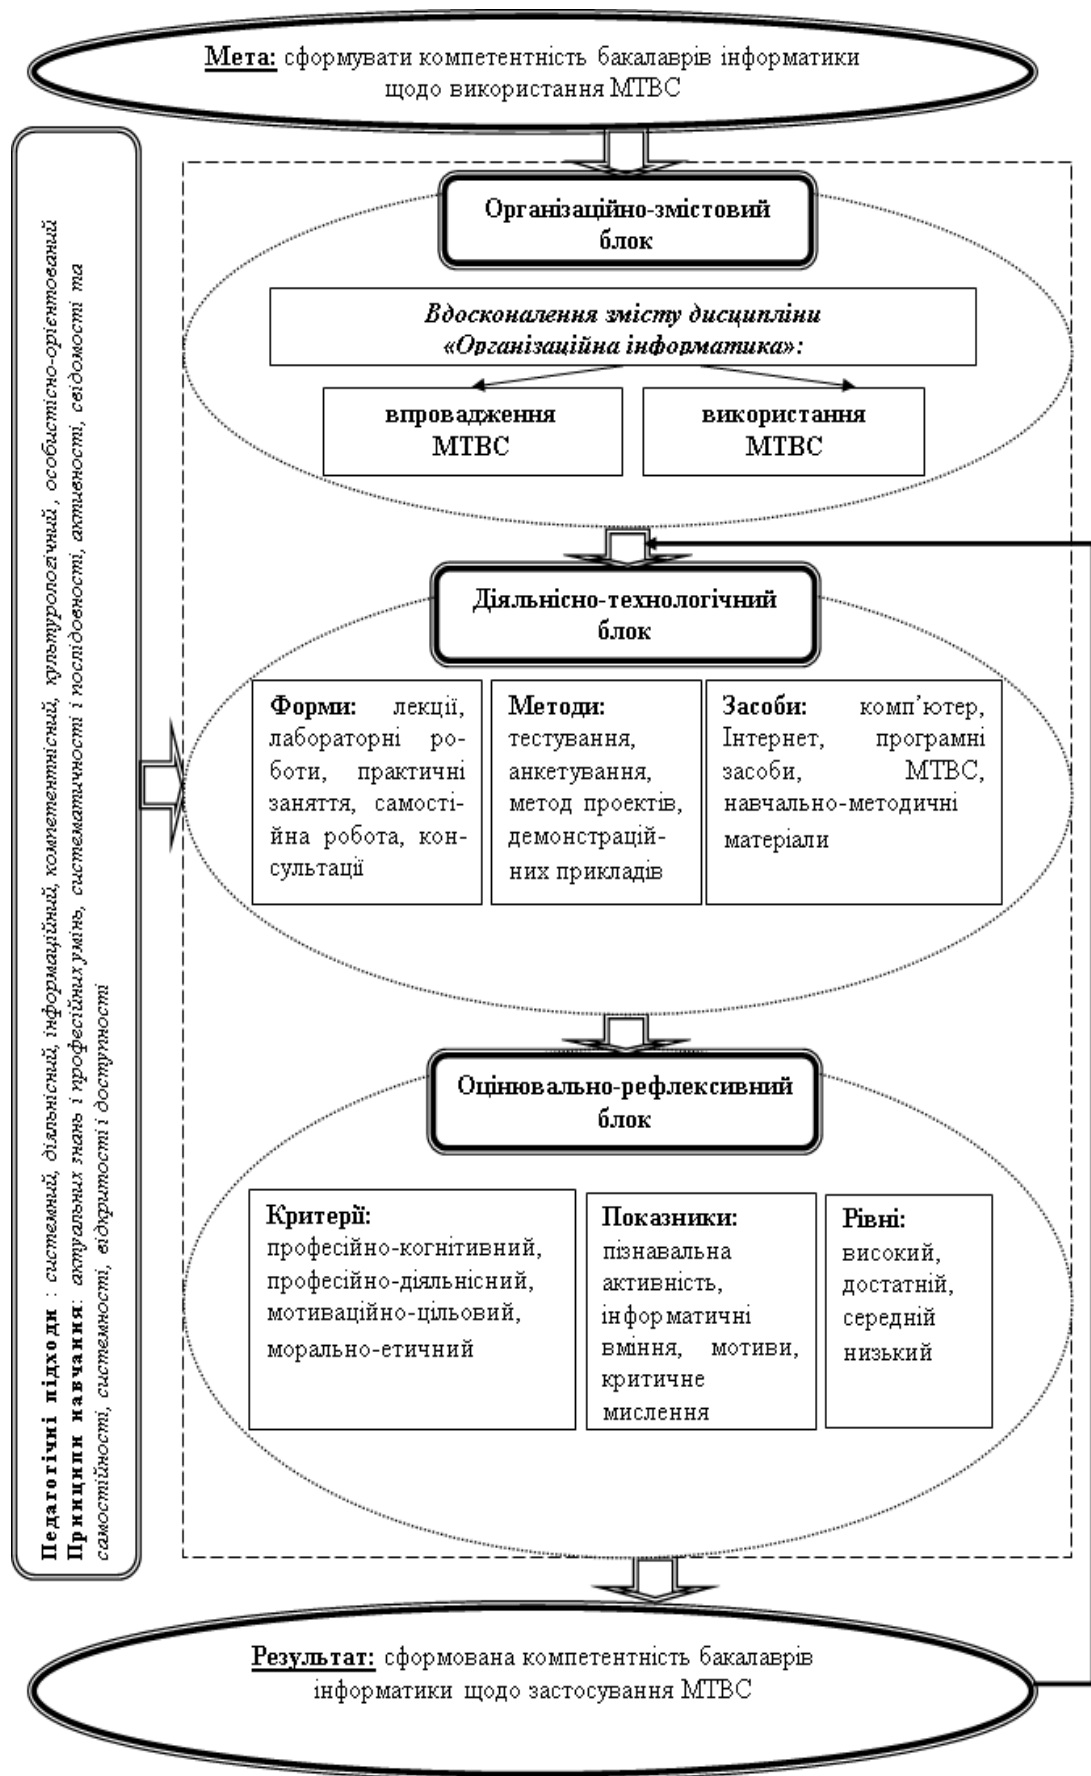 Мета: сформувати компетентність бакалаврів інформатики
щодо використання МТВС
Педагогічні підходи : системний, діяльнісний, інформаційний, компетентнісний, культурологічний , особистісно-орієнтований
Принципи навчання: актуальних знань і професійних умінь, систематичності і послідовності, активності, свідомості та
самостійності, системності, відкритості і доступності
Організаційно-змістовий
блок
Вдосконалення змісту дисципліни
«Організаційна інформатика»:
впровадження
МТВС
використання
МТВС
Діяльнісно-технологічний
блок
Форми: лекції,
лабораторні ро-
боти, практичні
заняття, самості-
йна робота, кон-
сультації
Методи:
тестування,
анкетування,
метод проектів,
демонстрацій-
них прикладів
Засоби: комп’ютер,
Інтернет, програмні
засоби, МТВС,
навчально-методичні
матеріали
Оцінювально-рефлексивний
блок
Критерії:
професійно-когнітивний,
професійно-діяльнісний,
мотиваційно-цільовий,
морально-етичний
Показники:
пізнавальна
активність,
інформатичні
вміння, мотиви,
критичне
мислення
Рівні:
високий,
достатній,
середній
низький
Результат: сформована компетентність бакалаврів
інформатики щодо застосування МТВС